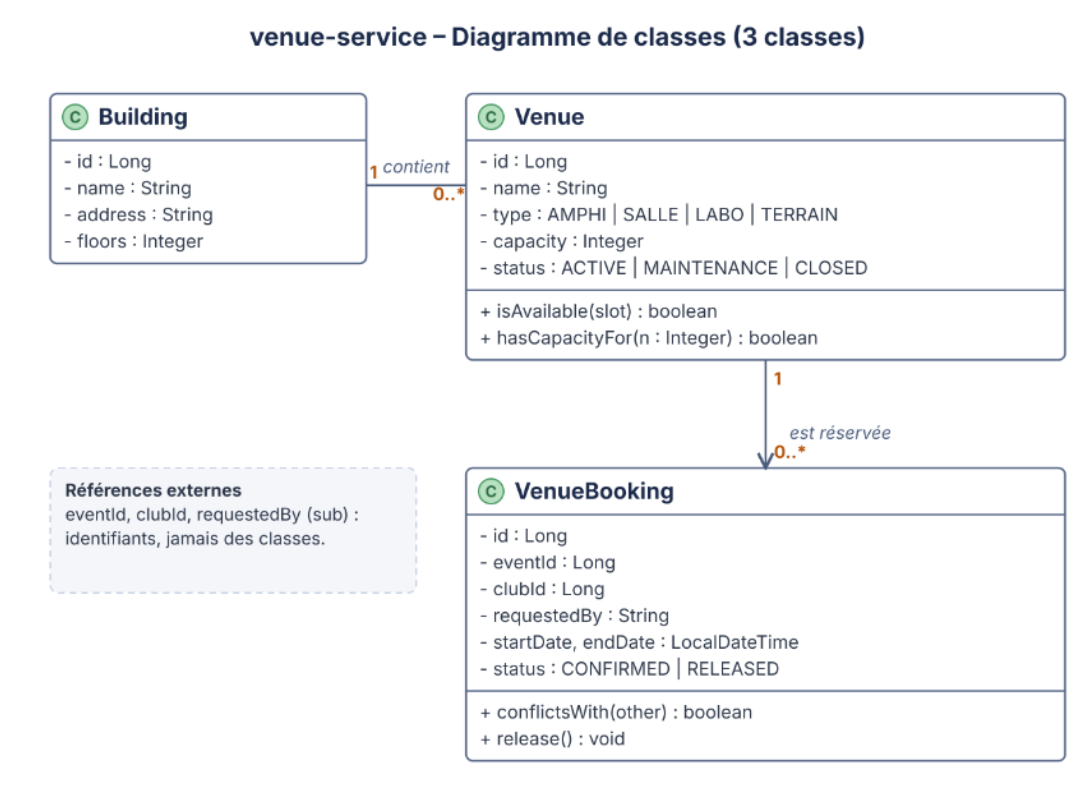 venue-service – Diagramme de classes (3 classes)
C Building
- id : Long
- name : String
- address : String
- floors : Integer
1 contient
0..*
C Venue
- id : Long
- name : String
- type : AMPHI | SALLE | LABO | TERRAIN
- capacity : Integer
- status : ACTIVE | MAINTENANCE | CLOSED
+ isAvailable(slot) : boolean
+ hasCapacityFor(n : Integer) : boolean
1
est réservée
0..*
Références externes
eventId, clubId, requestedBy (sub) :
identifiants, jamais des classes.
C VenueBooking
- id : Long
- eventId : Long
- clubId : Long
- requestedBy : String
- startDate, endDate : LocalDateTime
- status : CONFIRMED | RELEASED
+ conflictsWith(other) : boolean
+ release() : void